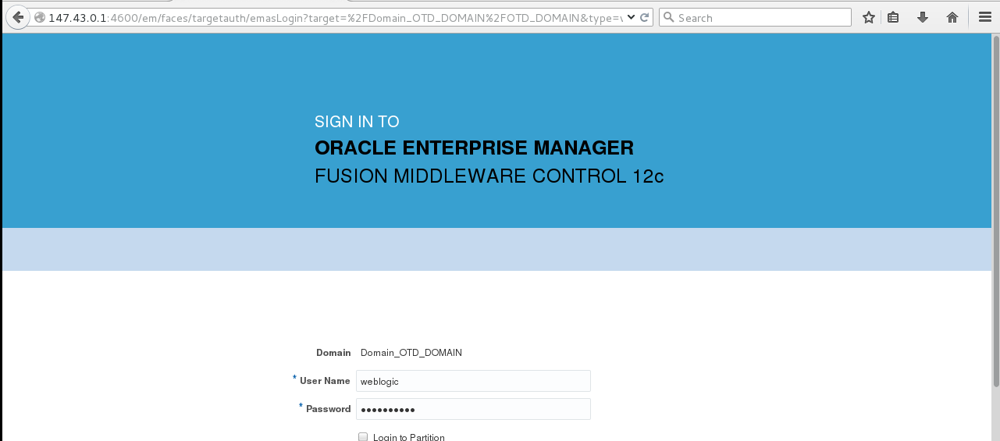 147.43.0.1:4600/em/faces/targetauth/emasLogin?target=%2FDomain_OTD_DOMAIN%2FOTD_DOMAIN&type=
Search
SIGN IN TO
ORACLE ENTERPRISE MANAGER
FUSION MIDDLEWARE CONTROL 12c
Domain Domain_OTD_DOMAIN
* User Name weblogic
* Password ●●●●●●●●●●
Login to Partition